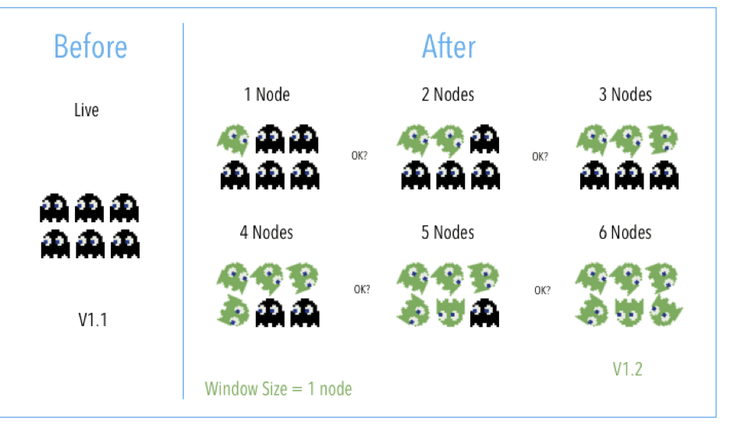 Before
After
Live
1 Node
2 Nodes
3 Nodes
OK?
OK?
4 Nodes
5 Nodes
6 Nodes
OK?
OK?
V1.1
V1.2
Window Size = 1 node